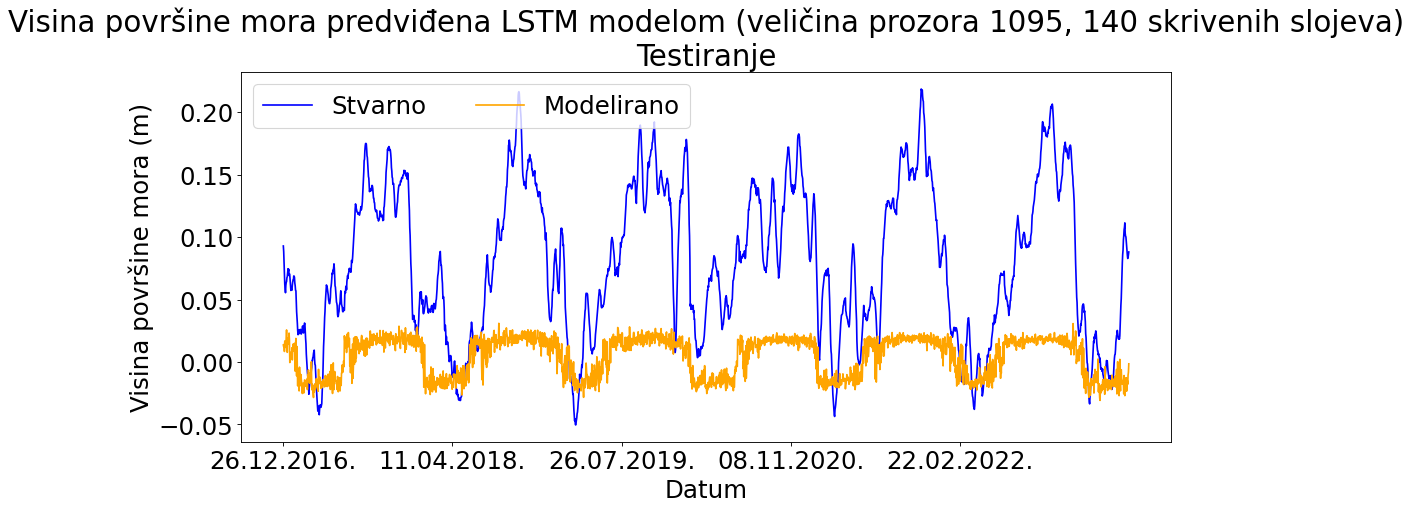 Visina površine mora predviđena LSTM modelom (veličina prozora 1095, 140 skrivenih slojeva)
Testiranje
Stvarno
Modelirano
Visina površine mora (m)
0.20
0.15
0.10
0.05
0.00
−0.05
26.12.2016.
11.04.2018.
26.07.2019.
08.11.2020.
22.02.2022.
Datum